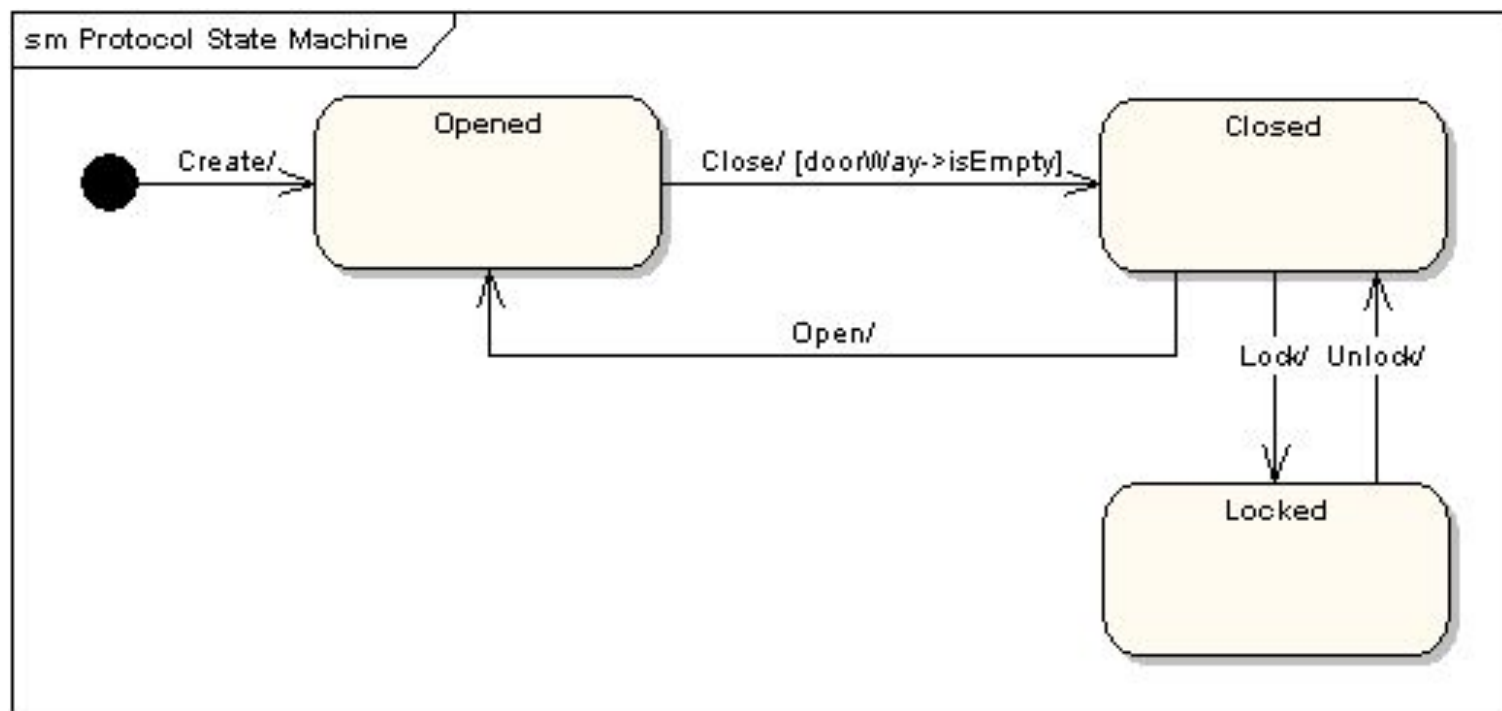 sm Protocol State Machine
Opened
Closed
Create/
Close/ [doorWay->isEmpty]
Open/
Lock/
Unlock/
Locked